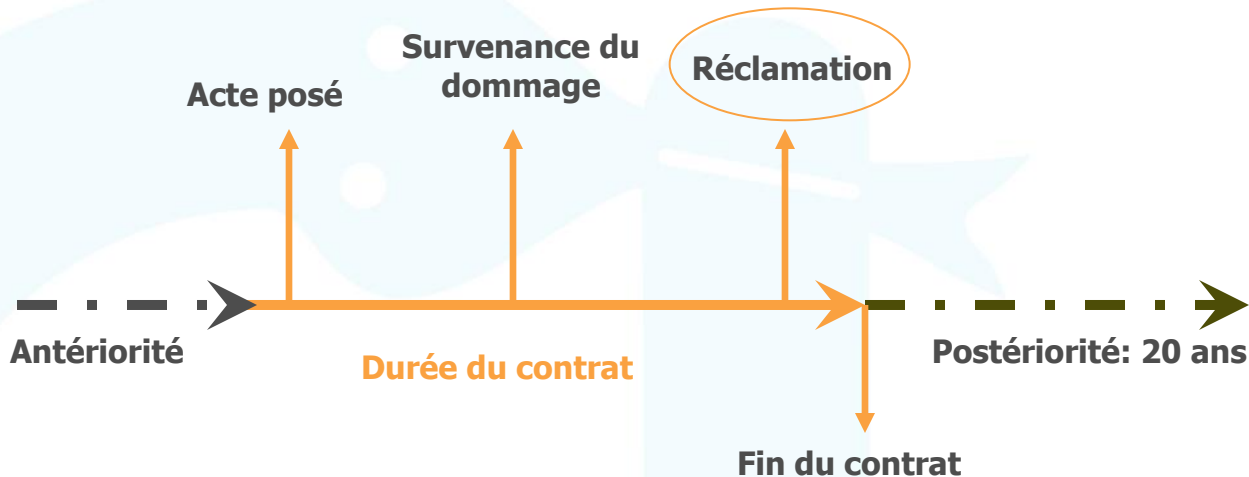 Survenance du
dommage
Réclamation
Acte posé
Antériorité
Durée du contrat
Postériorité: 20 ans
Fin du contrat